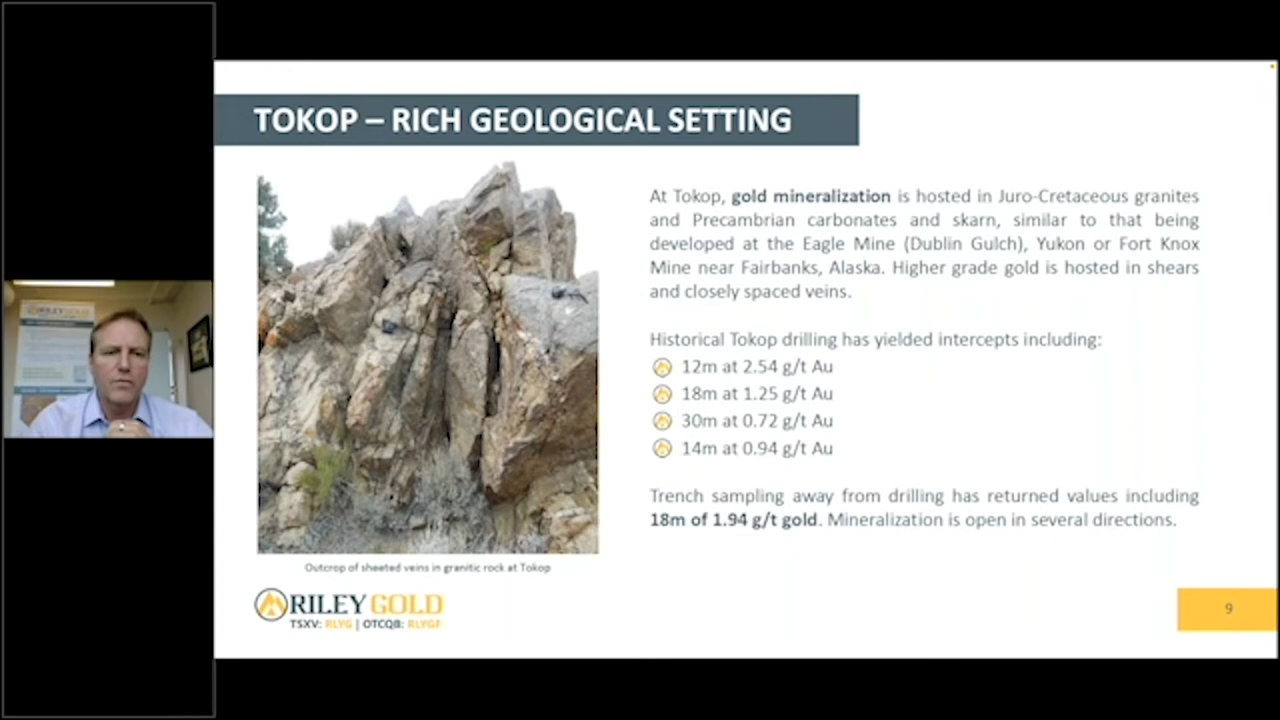 TOKOP – RICH GEOLOGICAL SETTING
At Tokop, gold mineralization is hosted in Juro-Cretaceous granites
and Precambrian carbonates and skarn, similar to that being
developed at the Eagle Mine (Dublin Gulch), Yukon or Fort Knox
Mine near Fairbanks, Alaska. Higher grade gold is hosted in shears
and closely spaced veins.
Historical Tokop drilling has yielded intercepts including:
12m at 2.54 g/t Au
18m at 1.25 g/t Au
30m at 0.72 g/t Au
14m at 0.94 g/t Au
Trench sampling away from drilling has returned values including
18m of 1.94 g/t gold. Mineralization is open in several directions.
Outcrop of sheeted veins in granitic rock at Tokop
RILEY GOLD
TSXV: RLYG | OTCQB: RLYGF
9
RILEYGOLD